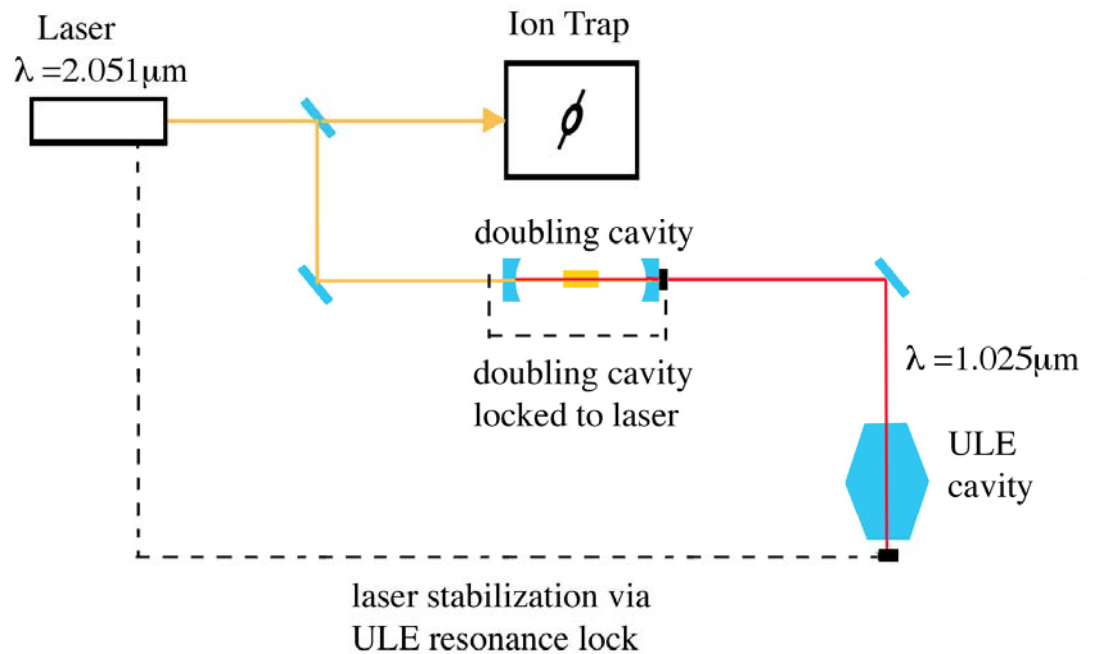 Laser
λ =2.051μm
Ion Trap
doubling cavity
doubling cavity
locked to laser
λ =1.025μm
ULE
cavity
laser stabilization via
ULE resonance lock